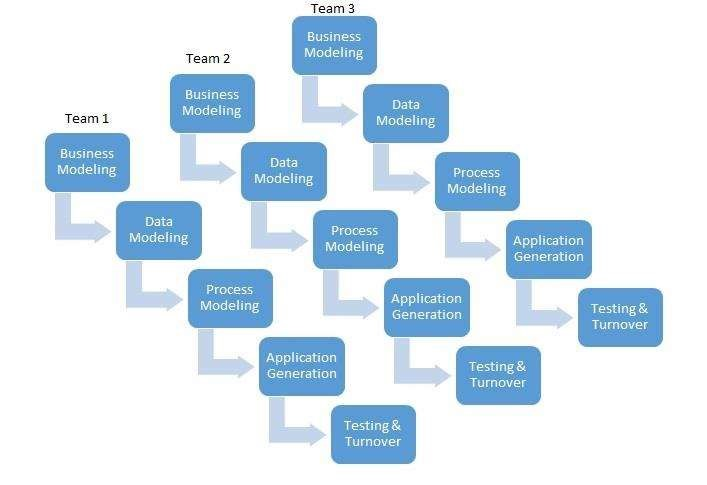 Team 1
Business
Modeling
Data
Modeling
Process
Modeling
Application
Generation
Testing &
Turnover
Team 2
Business
Modeling
Data
Modeling
Process
Modeling
Application
Generation
Testing &
Turnover
Team 3
Business
Modeling
Data
Modeling
Process
Modeling
Application
Generation
Testing &
Turnover